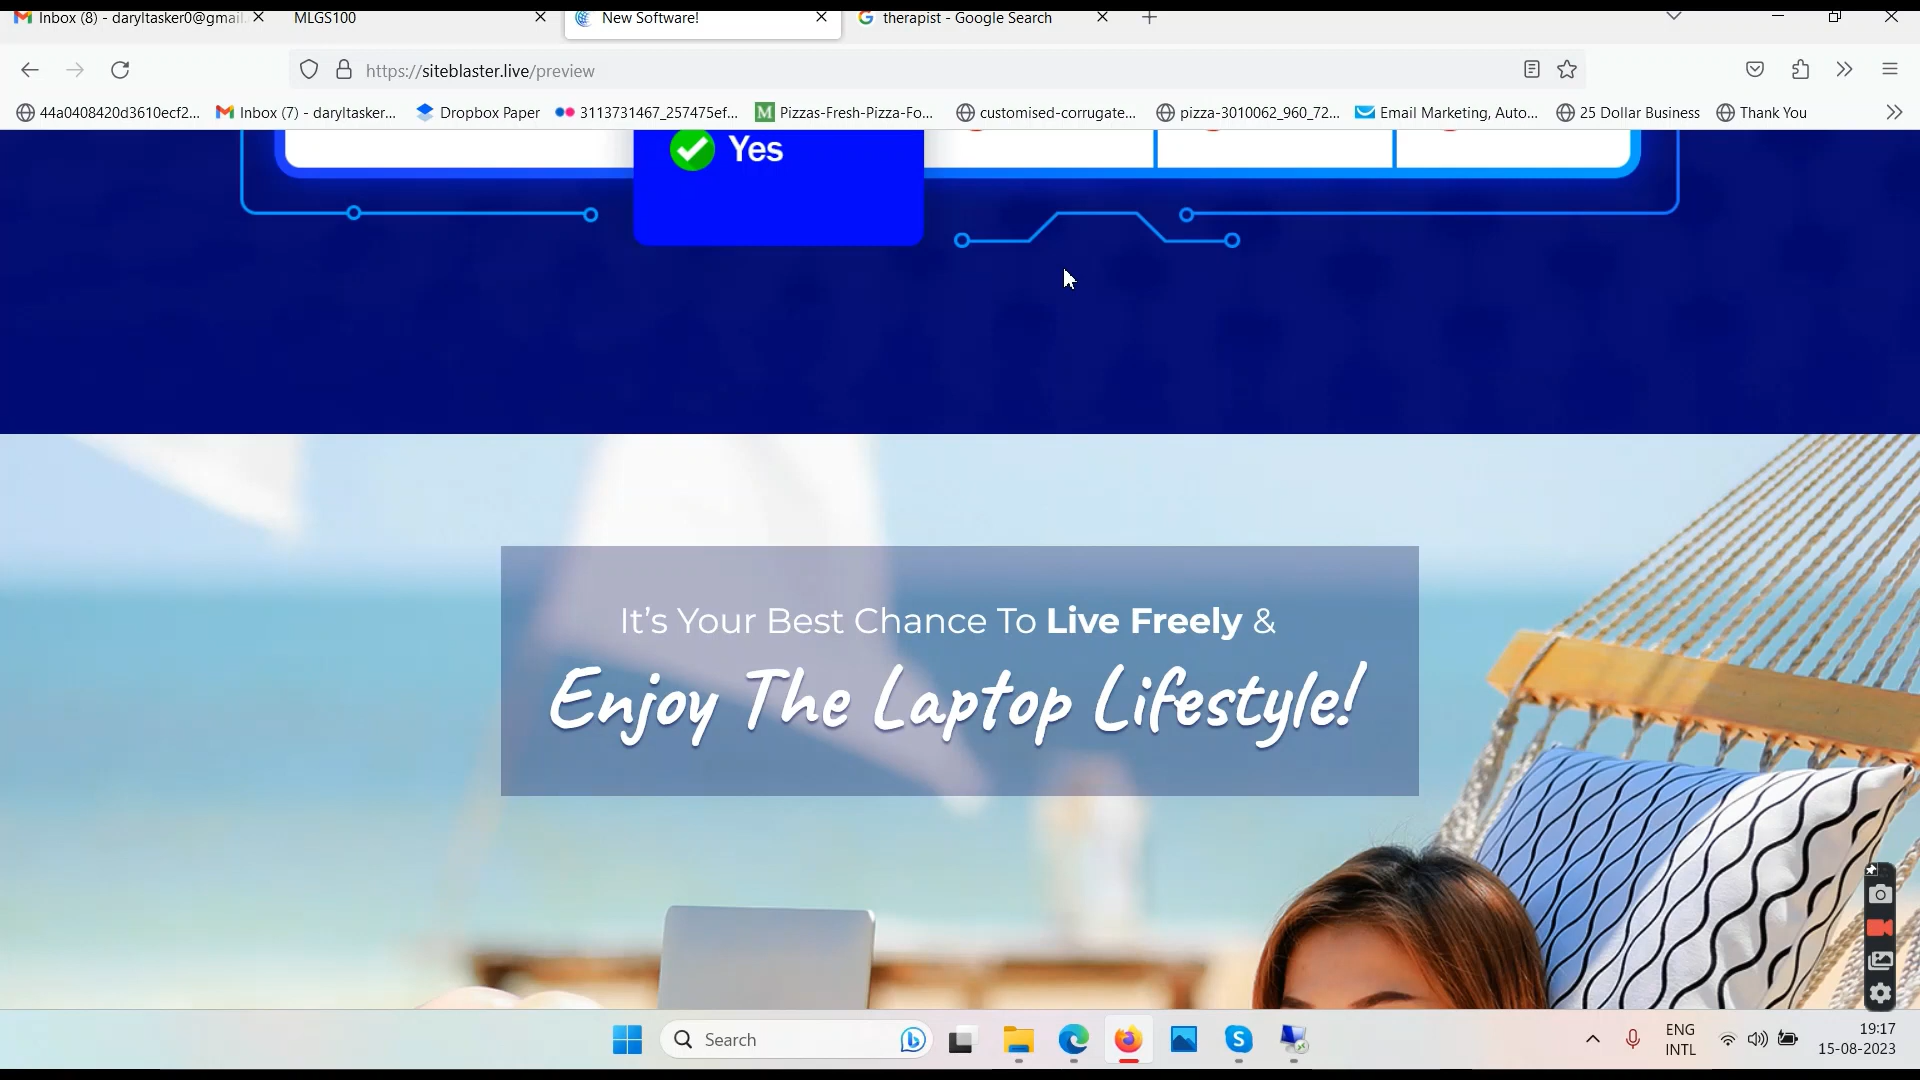 Inbox (8) - daryltasker0@gmail.
MLGS100
New Software!
therapist - Google Search
https://siteblaster.live/preview
44a0408420d3610ecf2...
Inbox (7) - daryltasker...
Dropbox Paper
3113731467_257475ef...
Pizzas-Fresh-Pizza-Fo...
customised-corrugate...
pizza-3010062_960_72...
Email Marketing, Auto...
25 Dollar Business
Thank You
Yes
It's Your Best Chance To Live Freely &
Enjoy The Laptop Lifestyle!
Search
ENG
INTL
19:17
15-08-2023